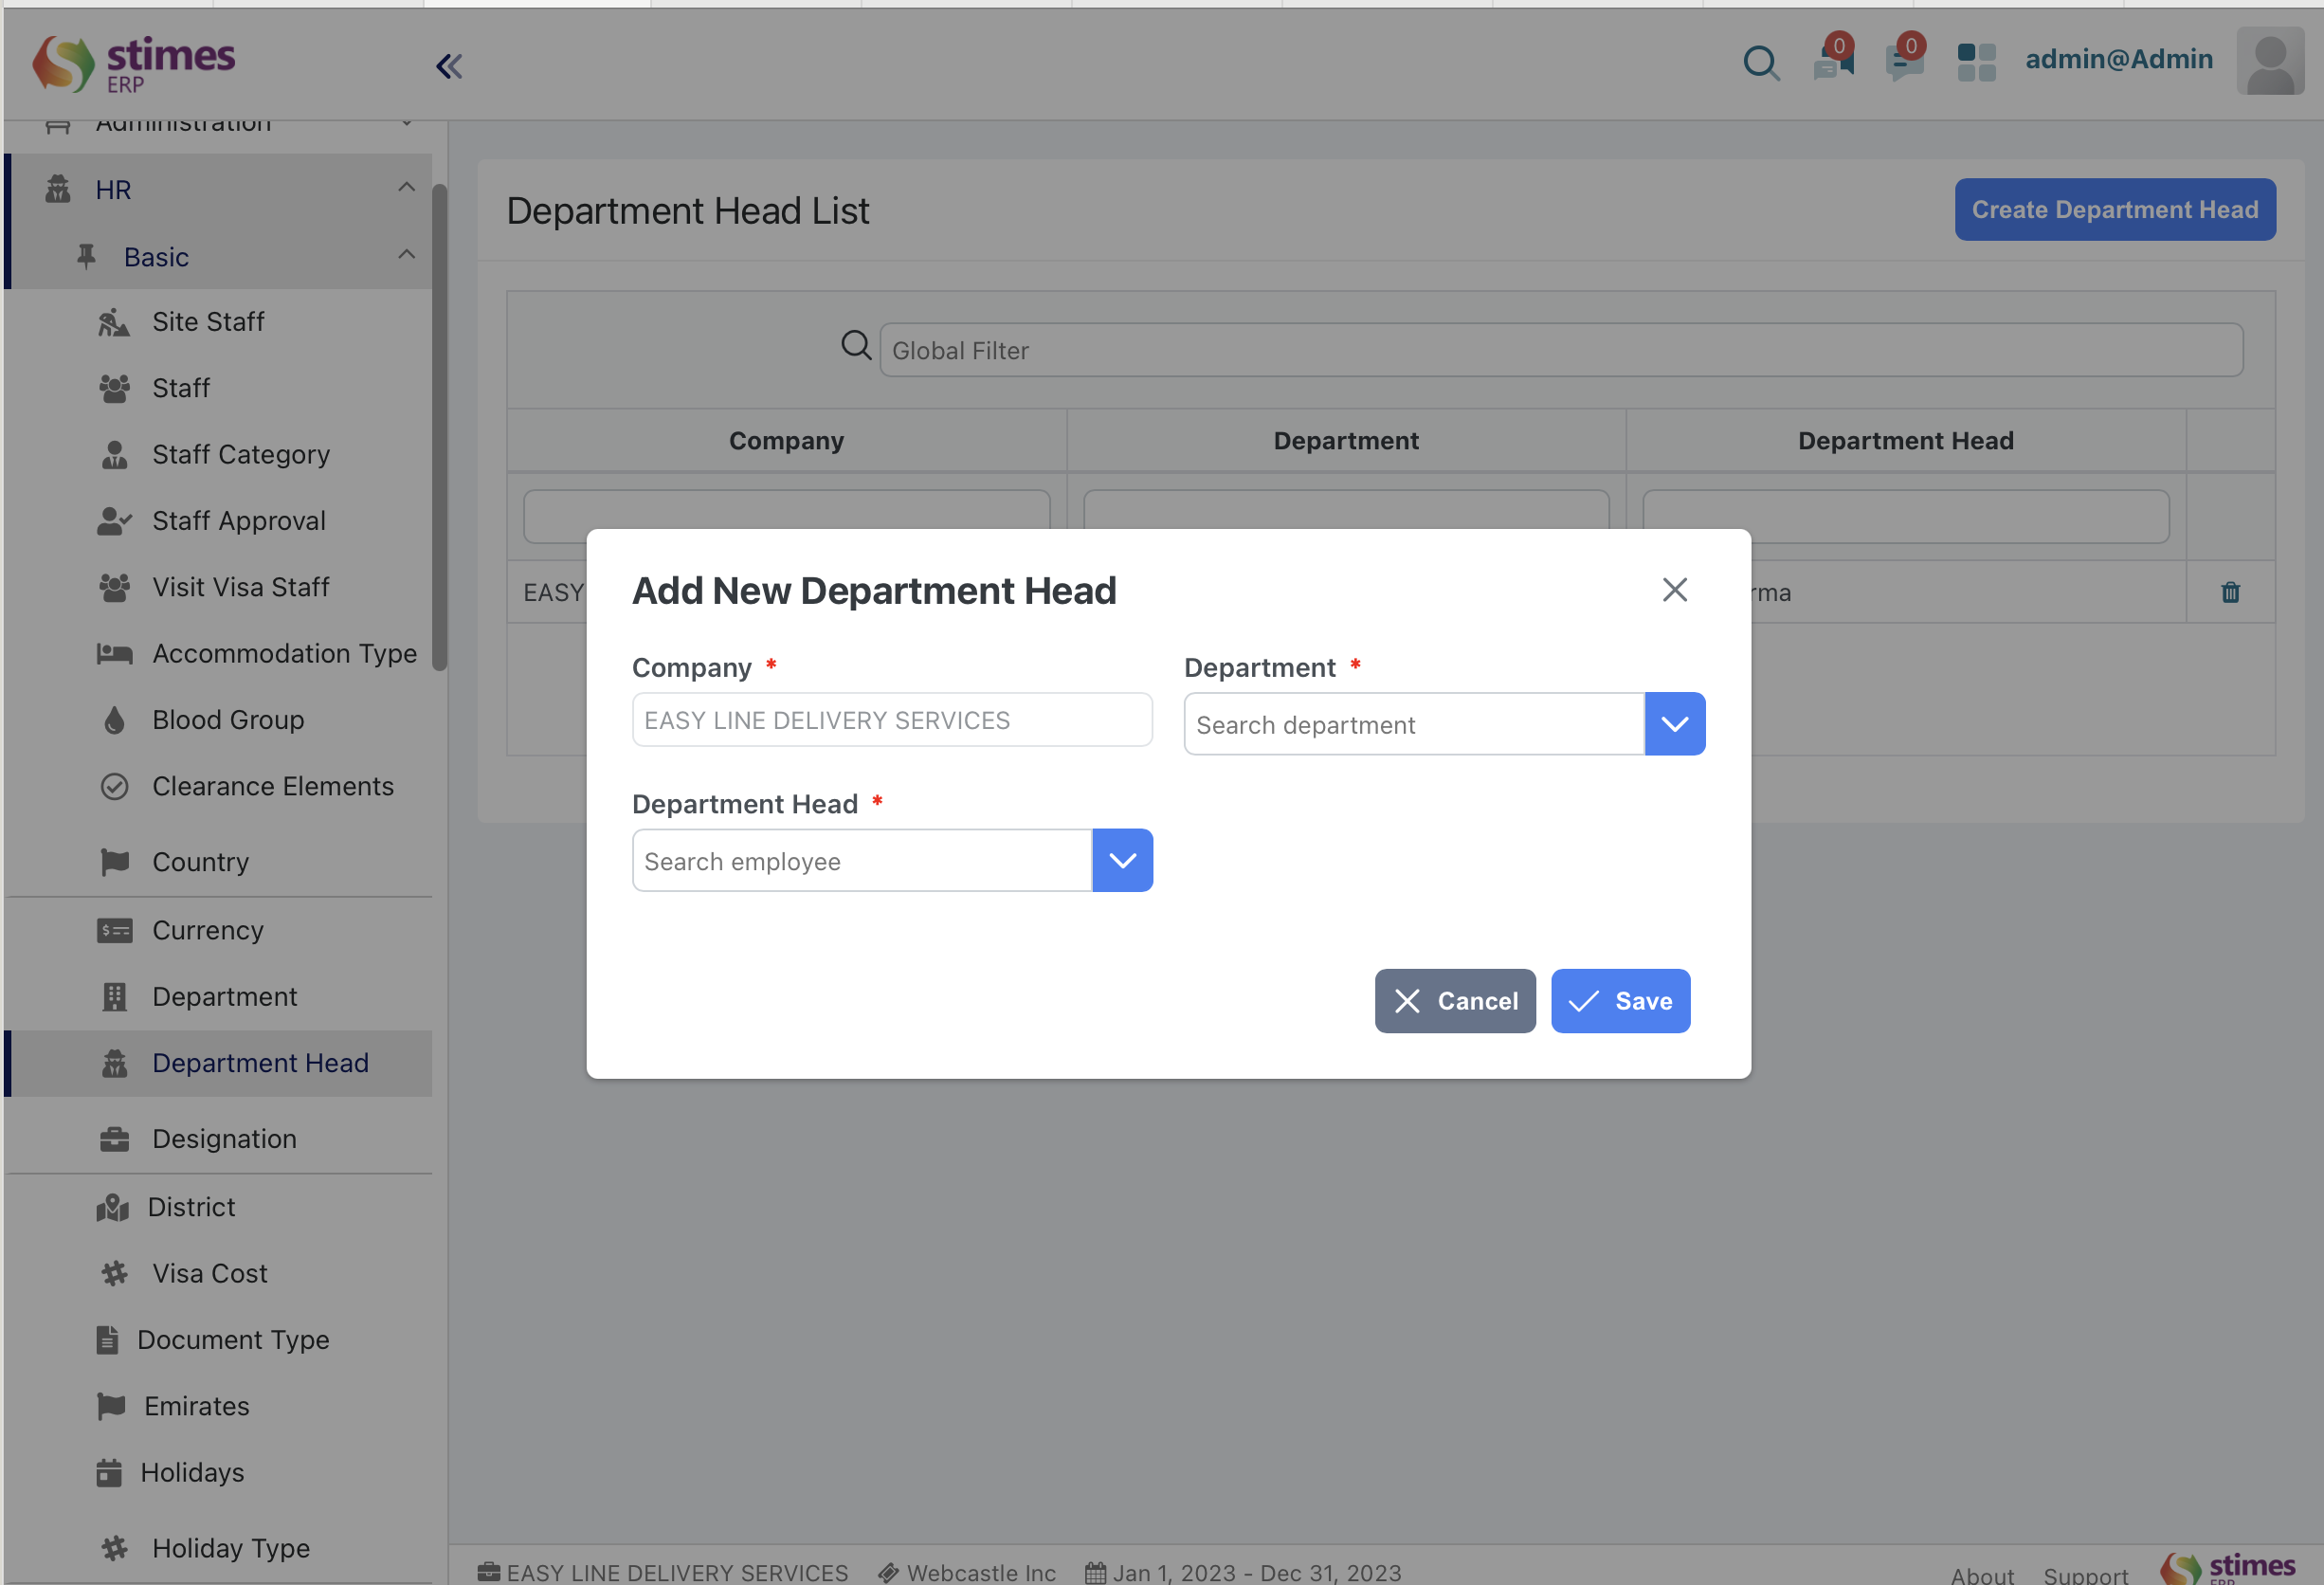 stimes
ERP
0
0
admin@Admin
Administration
HR
Basic
Site Staff
Staff
Staff Category
Staff Approval
Visit Visa Staff
Accommodation Type
Blood Group
Clearance Elements
Country
Currency
Department
Department Head
Designation
District
Visa Cost
Document Type
Emirates
Holidays
Holiday Type
Department Head List
Create Department Head
Global Filter
Company
Department
Department Head
EASY
Add New Department Head
Company *
Department *
EASY LINE DELIVERY SERVICES
Search department
Department Head *
Search employee
Cancel
Save
EASY LINE DELIVERY SERVICES
Webcastle Inc
Jan 1, 2023 - Dec 31, 2023
About
Support
stimes
ERP